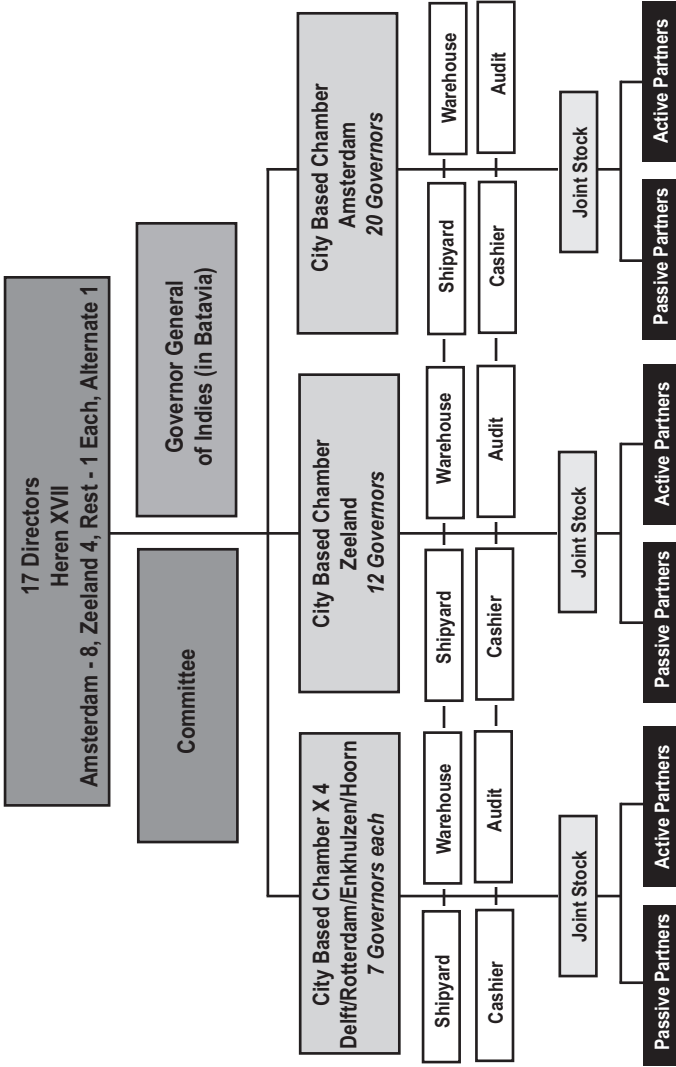 17 Directors
Heren XVII
Amsterdam - 8, Zeeland 4, Rest - 1 Each, Alternate 1
Committee
Governor General
of Indies (in Batavia)
City Based Chamber X 4
Delft/Rotterdam/Enkhulzen/Hoorn
7 Governors each
City Based Chamber
Zeeland
12 Governors
City Based Chamber
Amsterdam
20 Governors
Shipyard
Warehouse
Shipyard
Warehouse
Shipyard
Warehouse
Cashier
Audit
Cashier
Audit
Cashier
Audit
Joint Stock
Joint Stock
Joint Stock
Passive Partners
Active Partners
Passive Partners
Active Partners
Passive Partners
Active Partners